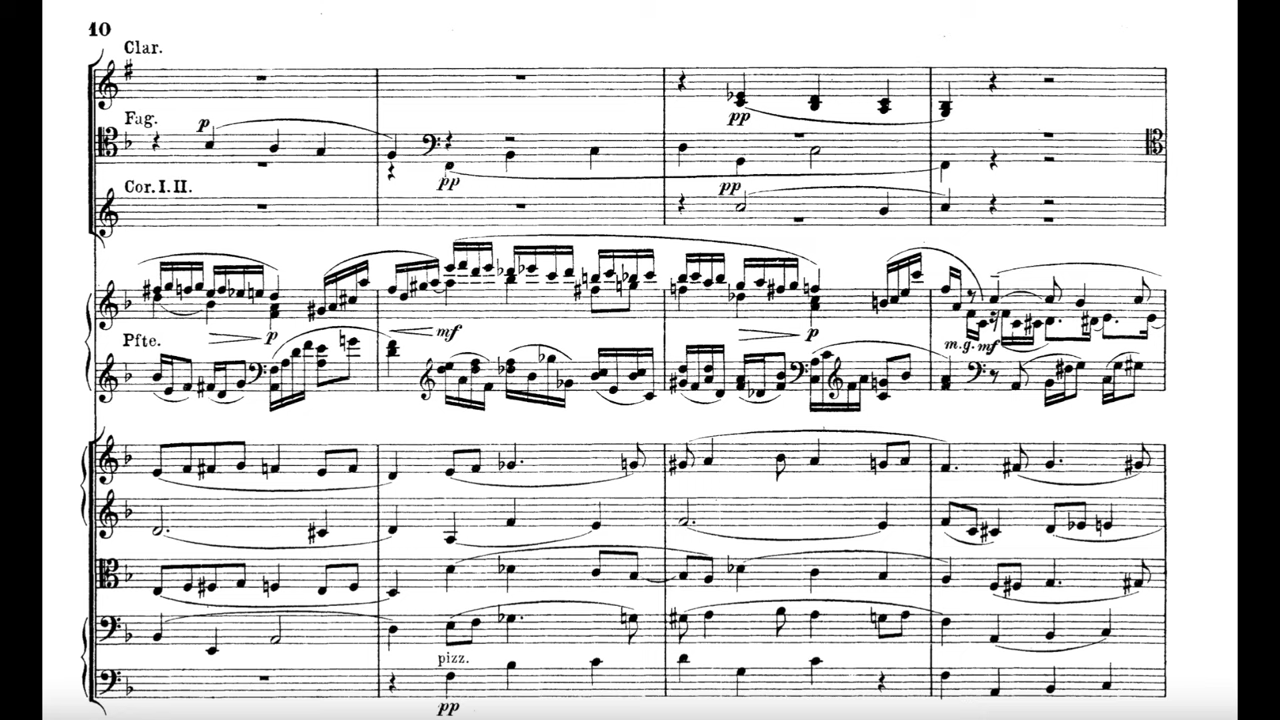 10
Clar.
pp
Fag.
p
pp
Cor. I. II.
pp
p
mf
p
Pfte.
m.g. mf
pizz.
pp